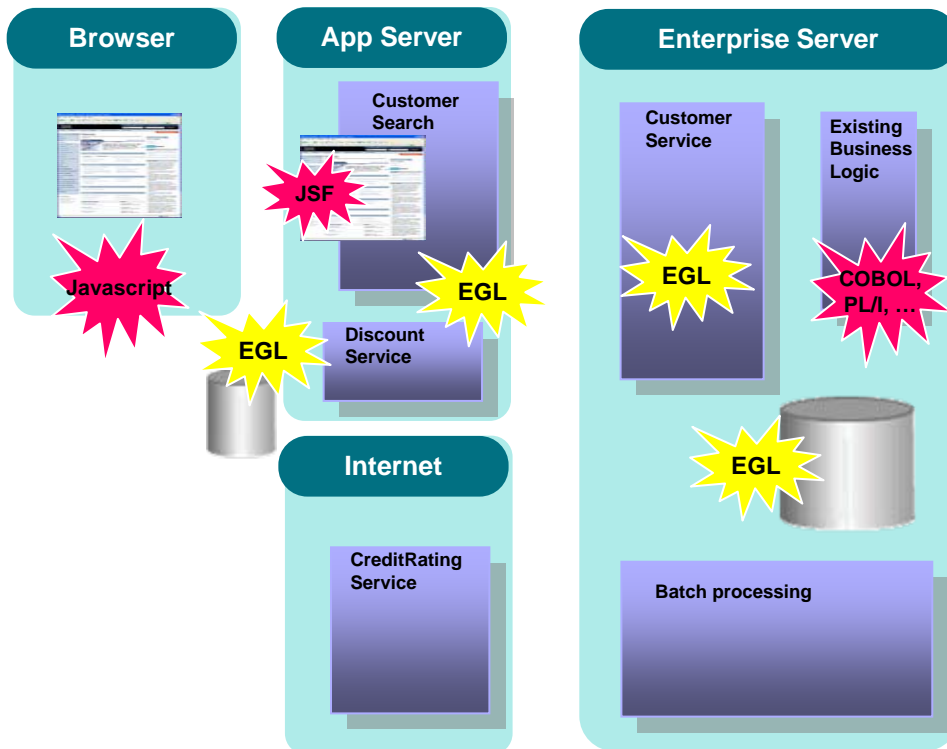 Browser
Javascript
App Server
Customer
Search
JSF
EGL
Discount
Service
EGL
Internet
CreditRating
Service
Enterprise Server
Customer
Service
EGL
Existing
Business
Logic
COBOL,
PL/I, …
EGL
Batch processing